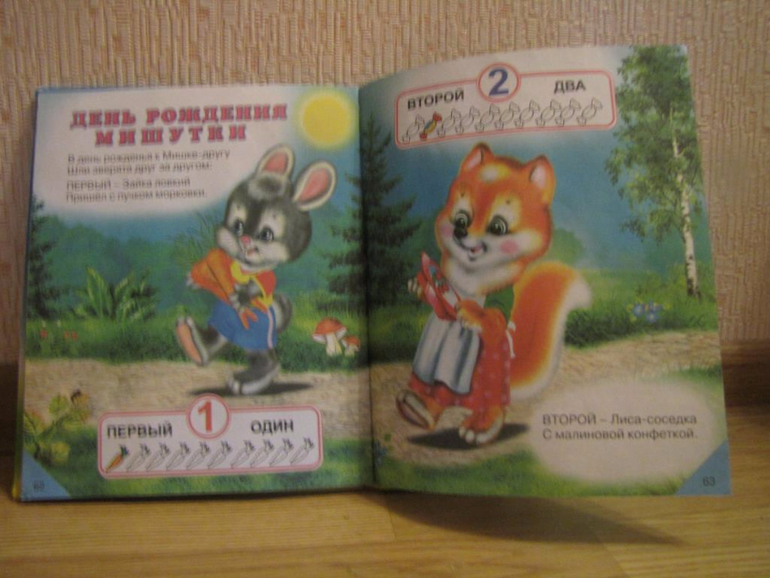 ДЕНЬ РОЖДЕНИЯ
МИШУТКИ
В день рожденья к Мишке-другу
Шли зверята друг за другом:
ПЕРВЫЙ – Зайка ловкий
Пришёл с пучком морковки.
ПЕРВЫЙ 1 ОДИН
ВТОРОЙ 2 ДВА
ВТОРОЙ – Лиса-соседка
С малиновой конфеткой.
63